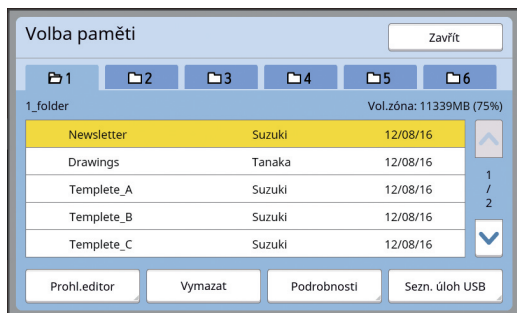 Volba paměti Zavřít
1 2 3 4 5 6
1_folder Vol.zóna: 11339MB (75%)
Newsletter Suzuki 12/08/16
Drawings Tanaka 12/08/16
Templete_A Suzuki 12/08/16
Templete_B Suzuki 12/08/16
Templete_C Suzuki 12/08/16
1
/
2
Prohl.editor Vymazat Podrobnosti Sezn. úloh USB